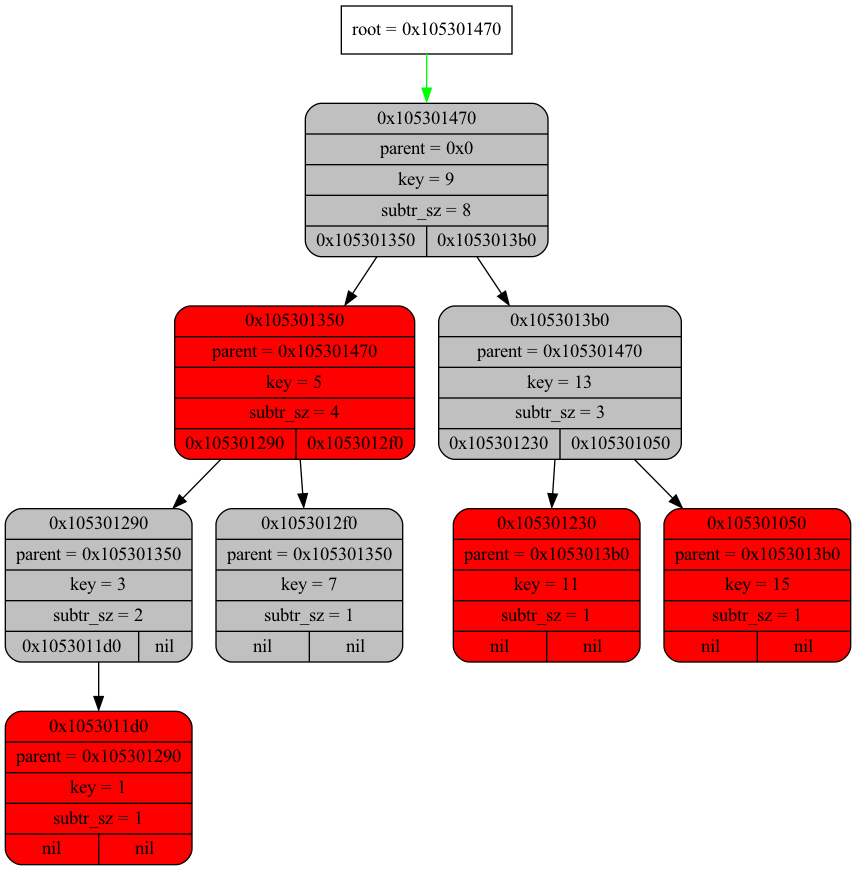 root = 0x105301470
0x105301470
parent = 0x0
key = 9
subtr_sz = 8
0x105301350 0x1053013b0
0x105301350
parent = 0x105301470
key = 5
subtr_sz = 4
0x105301290 0x1053012f0
0x1053013b0
parent = 0x105301470
key = 13
subtr_sz = 3
0x105301230 0x105301050
0x105301290
parent = 0x105301350
key = 3
subtr_sz = 2
0x1053011d0 nil
0x1053012f0
parent = 0x105301350
key = 7
subtr_sz = 1
nil nil
0x105301230
parent = 0x1053013b0
key = 11
subtr_sz = 1
nil nil
0x105301050
parent = 0x1053013b0
key = 15
subtr_sz = 1
nil nil
0x1053011d0
parent = 0x105301290
key = 1
subtr_sz = 1
nil nil